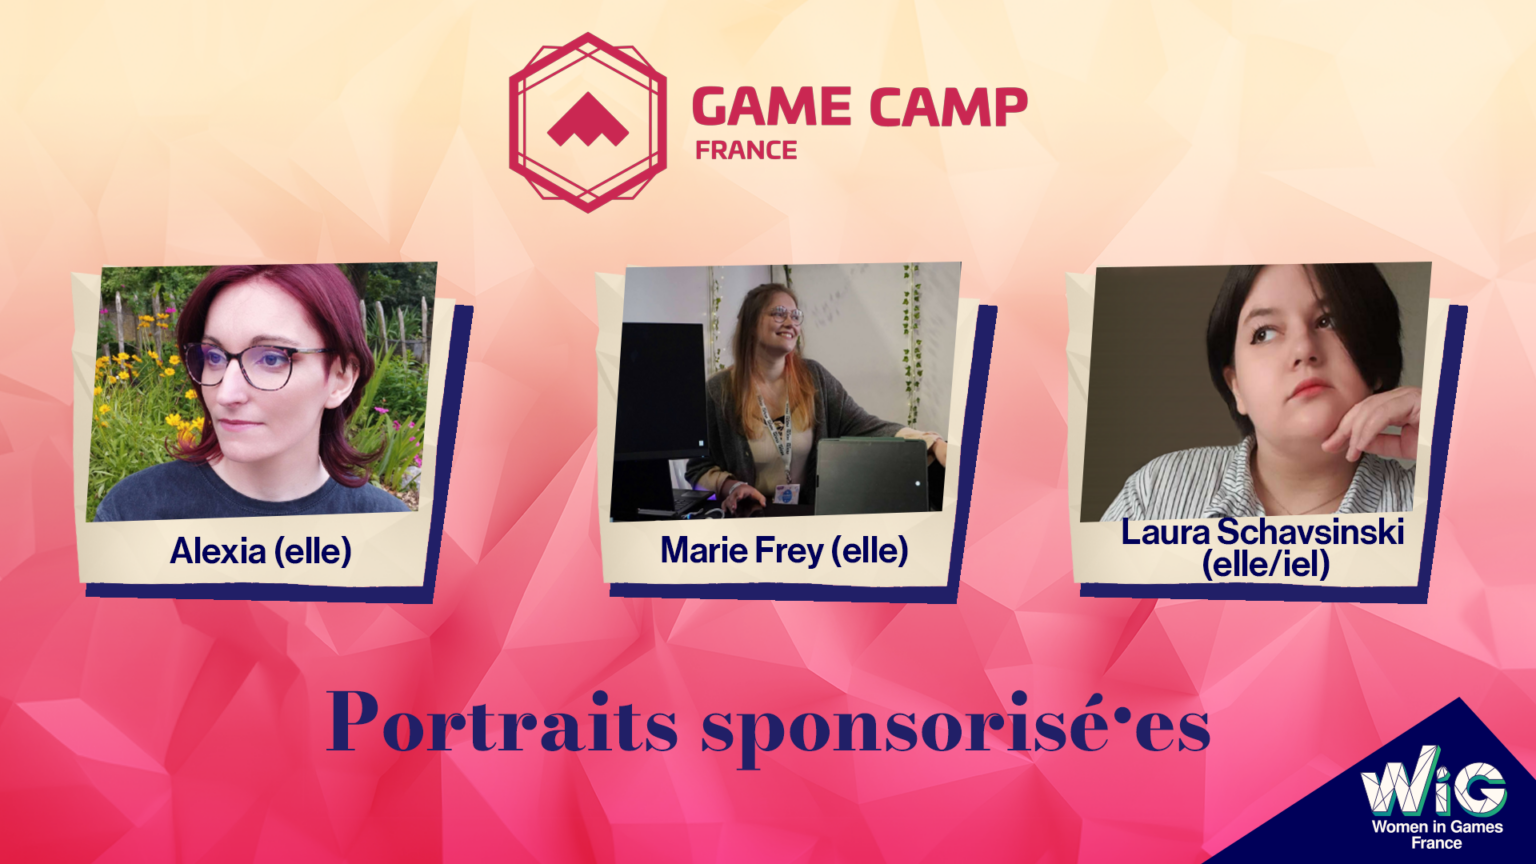 GAME CAMP
FRANCE
Alexia (elle)
Marie Frey (elle)
Laura Schavsinski
(elle/iel)
Portraits sponsorisé·es
WiG
Women in Games
France